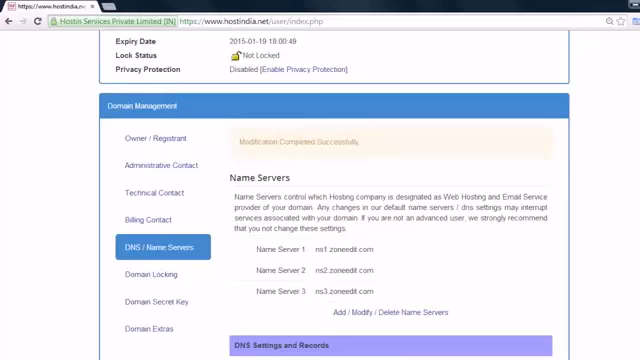 https://www.hostindia.ne
Hostin Services Private Limited [IN]
https://www.hostindia.net/user/index.php
Expiry Date 2015-01-19 18:00:49
Lock Status Not Locked
Privacy Protection Disabled [Enable Privacy Protection]
Domain Management
Owner / Registrant
Administrative Contact
Technical Contact
Billing Contact
DNS / Name Servers
Domain Locking
Domain Secret Key
Domain Extras
Modification Completed Successfully.
Name Servers
Name Servers control which Hosting company is designated as Web Hosting and Email Service
provider of your domain. Any changes in our default name servers / dns settings may interrupt
services associated with your domain. If you are not an advanced user, we strongly recommend
that you not change these settings.
Name Server 1 ns1.zoneedit.com
Name Server 2 ns2.zoneedit.com
Name Server 3 ns3.zoneedit.com
Add / Modify / Delete Name Servers
DNS Settings and Records